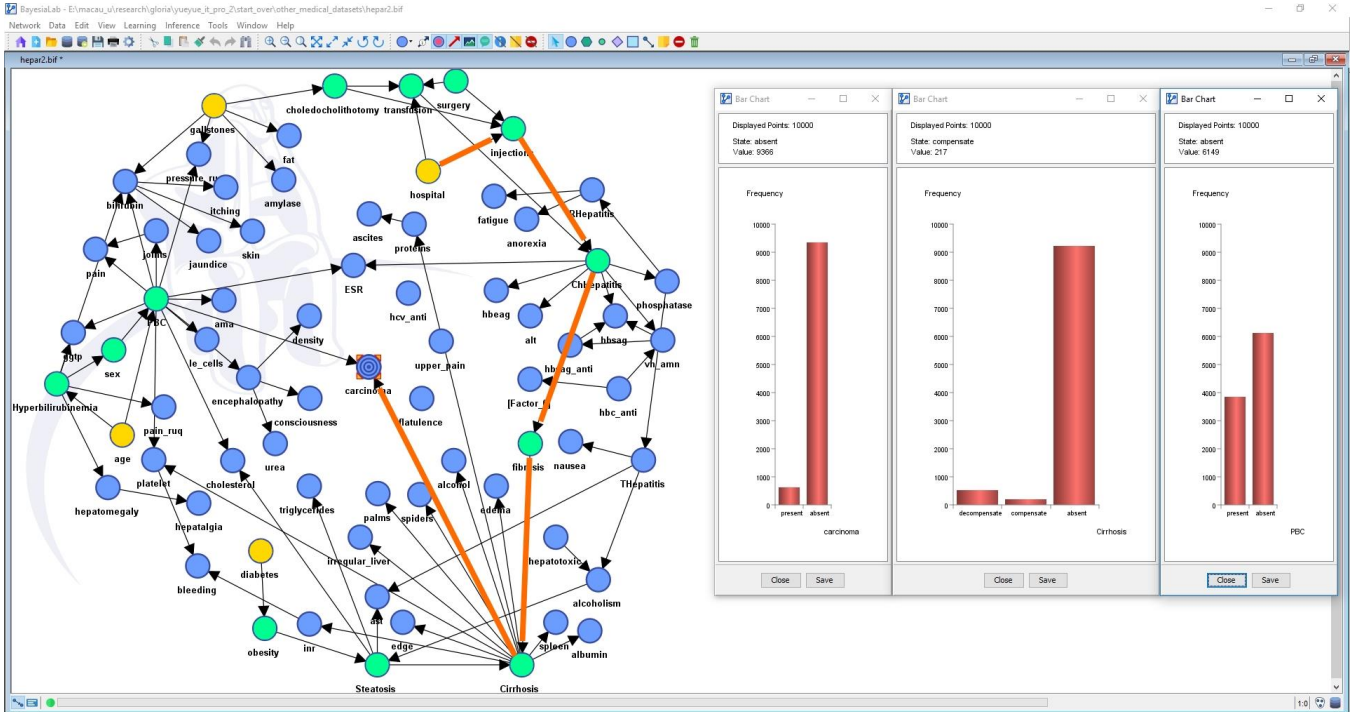 BayesiaLab - E:\macau_u\research\gloria\yueyue_it_pro_2\start_over\other_medical_datasets\hepar2.bif
Network Data Edit View Learning Inference Tools Window Help
hepar2.bif *
choledocholithotomy transfusion surgery
gallstones
injections
fat
pressure_ruq
hospital
bilirubin
itching
amylase
RHepatitis
fatigue
ascites
proteins
anorexia
joints
jaundice
skin
pain
ChHepatitis
ESR
phosphatase
PBC
ama
hcv_anti
hbeag
alt
hbsag
ggtp
sex
le_cells
density
upper_pain
hbsag_anti
vh_amn
carcinoma
Hyperbilirubinemia
encephalopathy
consciousness
flatulence
[Factor_f]
hbc_anti
pain_ruq
age
urea
fibrosis
nausea
platelet
cholesterol
alcohol
THepatitis
hepatomegaly
triglycerides
palms
spiders
edema
hepatalgia
irregular_liver
hepatotoxic
diabetes
bleeding
alcoholism
ast
obesity
inr
edge
spleen
albumin
Steatosis
Cirrhosis
Bar Chart
Displayed Points: 10000
State: absent
Value: 9366
Frequency
10000
9000
8000
7000
6000
5000
4000
3000
2000
1000
0
present absent
carcinoma
Close Save
Bar Chart
Displayed Points: 10000
State: compensate
Value: 217
Frequency
10000
9000
8000
7000
6000
5000
4000
3000
2000
1000
0
decompensate compensate absent
Cirrhosis
Close Save
Bar Chart
Displayed Points: 10000
State: absent
Value: 6149
Frequency
10000
9000
8000
7000
6000
5000
4000
3000
2000
1000
0
present absent
PBC
Close Save
1:0